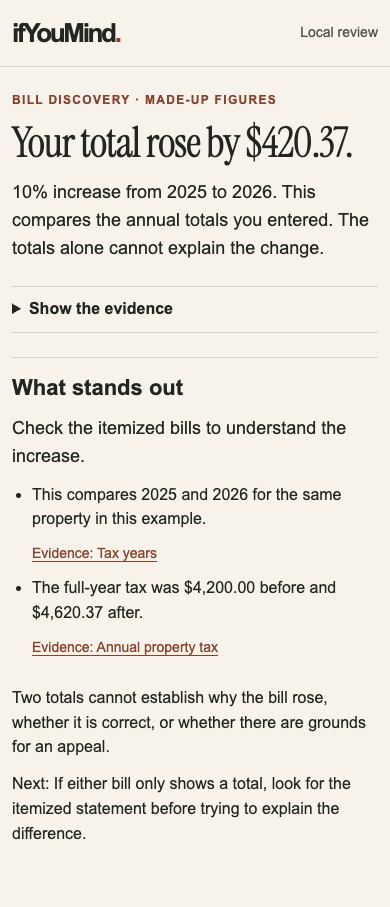 ifYouMind.
Local review
BILL DISCOVERY · MADE-UP FIGURES
Your total rose by $420.37.
10% increase from 2025 to 2026. This
compares the annual totals you entered. The
totals alone cannot explain the change.
Show the evidence
What stands out
Check the itemized bills to understand the
increase.
• This compares 2025 and 2026 for the same
property in this example.
Evidence: Tax years
• The full-year tax was $4,200.00 before and
$4,620.37 after.
Evidence: Annual property tax
Two totals cannot establish why the bill rose,
whether it is correct, or whether there are grounds
for an appeal.
Next: If either bill only shows a total, look for the
itemized statement before trying to explain the
difference.